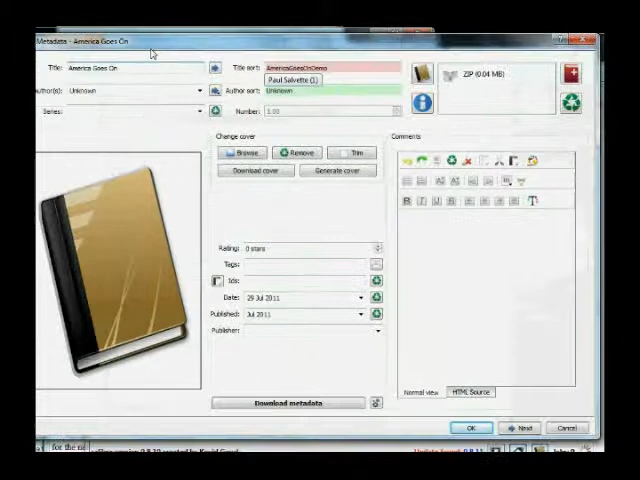 Metadata - America Goes On
Title: America Goes On
Title sort: AmericaGoesOnDemo
Paul Salvette (1)
ZIP (0.04 MB)
Author(s): Unknown
Author sort: Unknown
Series:
Number: 1.00
Change cover
Comments
Browse
Remove
Trim
Download cover
Generate cover
Rating: 0 stars
Tags:
Ids:
Date: 29 Jul 2011
Published: Jul 2011
Publisher:
Normal view
HTML Source
Download metadata
OK
Next
Cancel